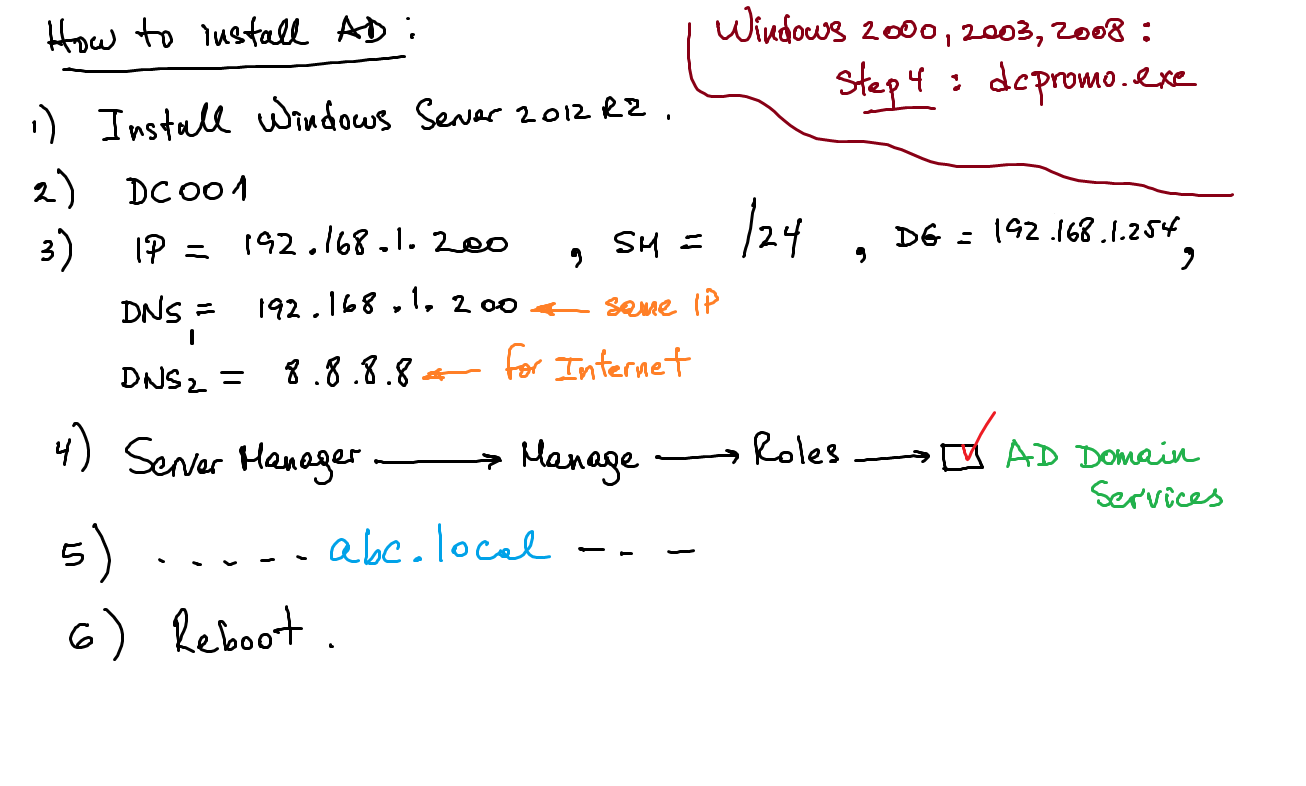 How to install AD :
Windows 2000, 2003, 2008 :
Step 4 : dcpromo.exe
1) Install Windows Server 2012 R2 .
2) DC001
3) IP = 192.168.1.200 , SM = /24 , DG = 192.168.1.254,
DNS1 = 192.168.1.200 ← same IP
DNS2 = 8.8.8.8 ← for Internet
4) Server Manager → Manage → Roles → ☑ AD Domain
Services
5) . . . . . abc.local - - -
6) Reboot .